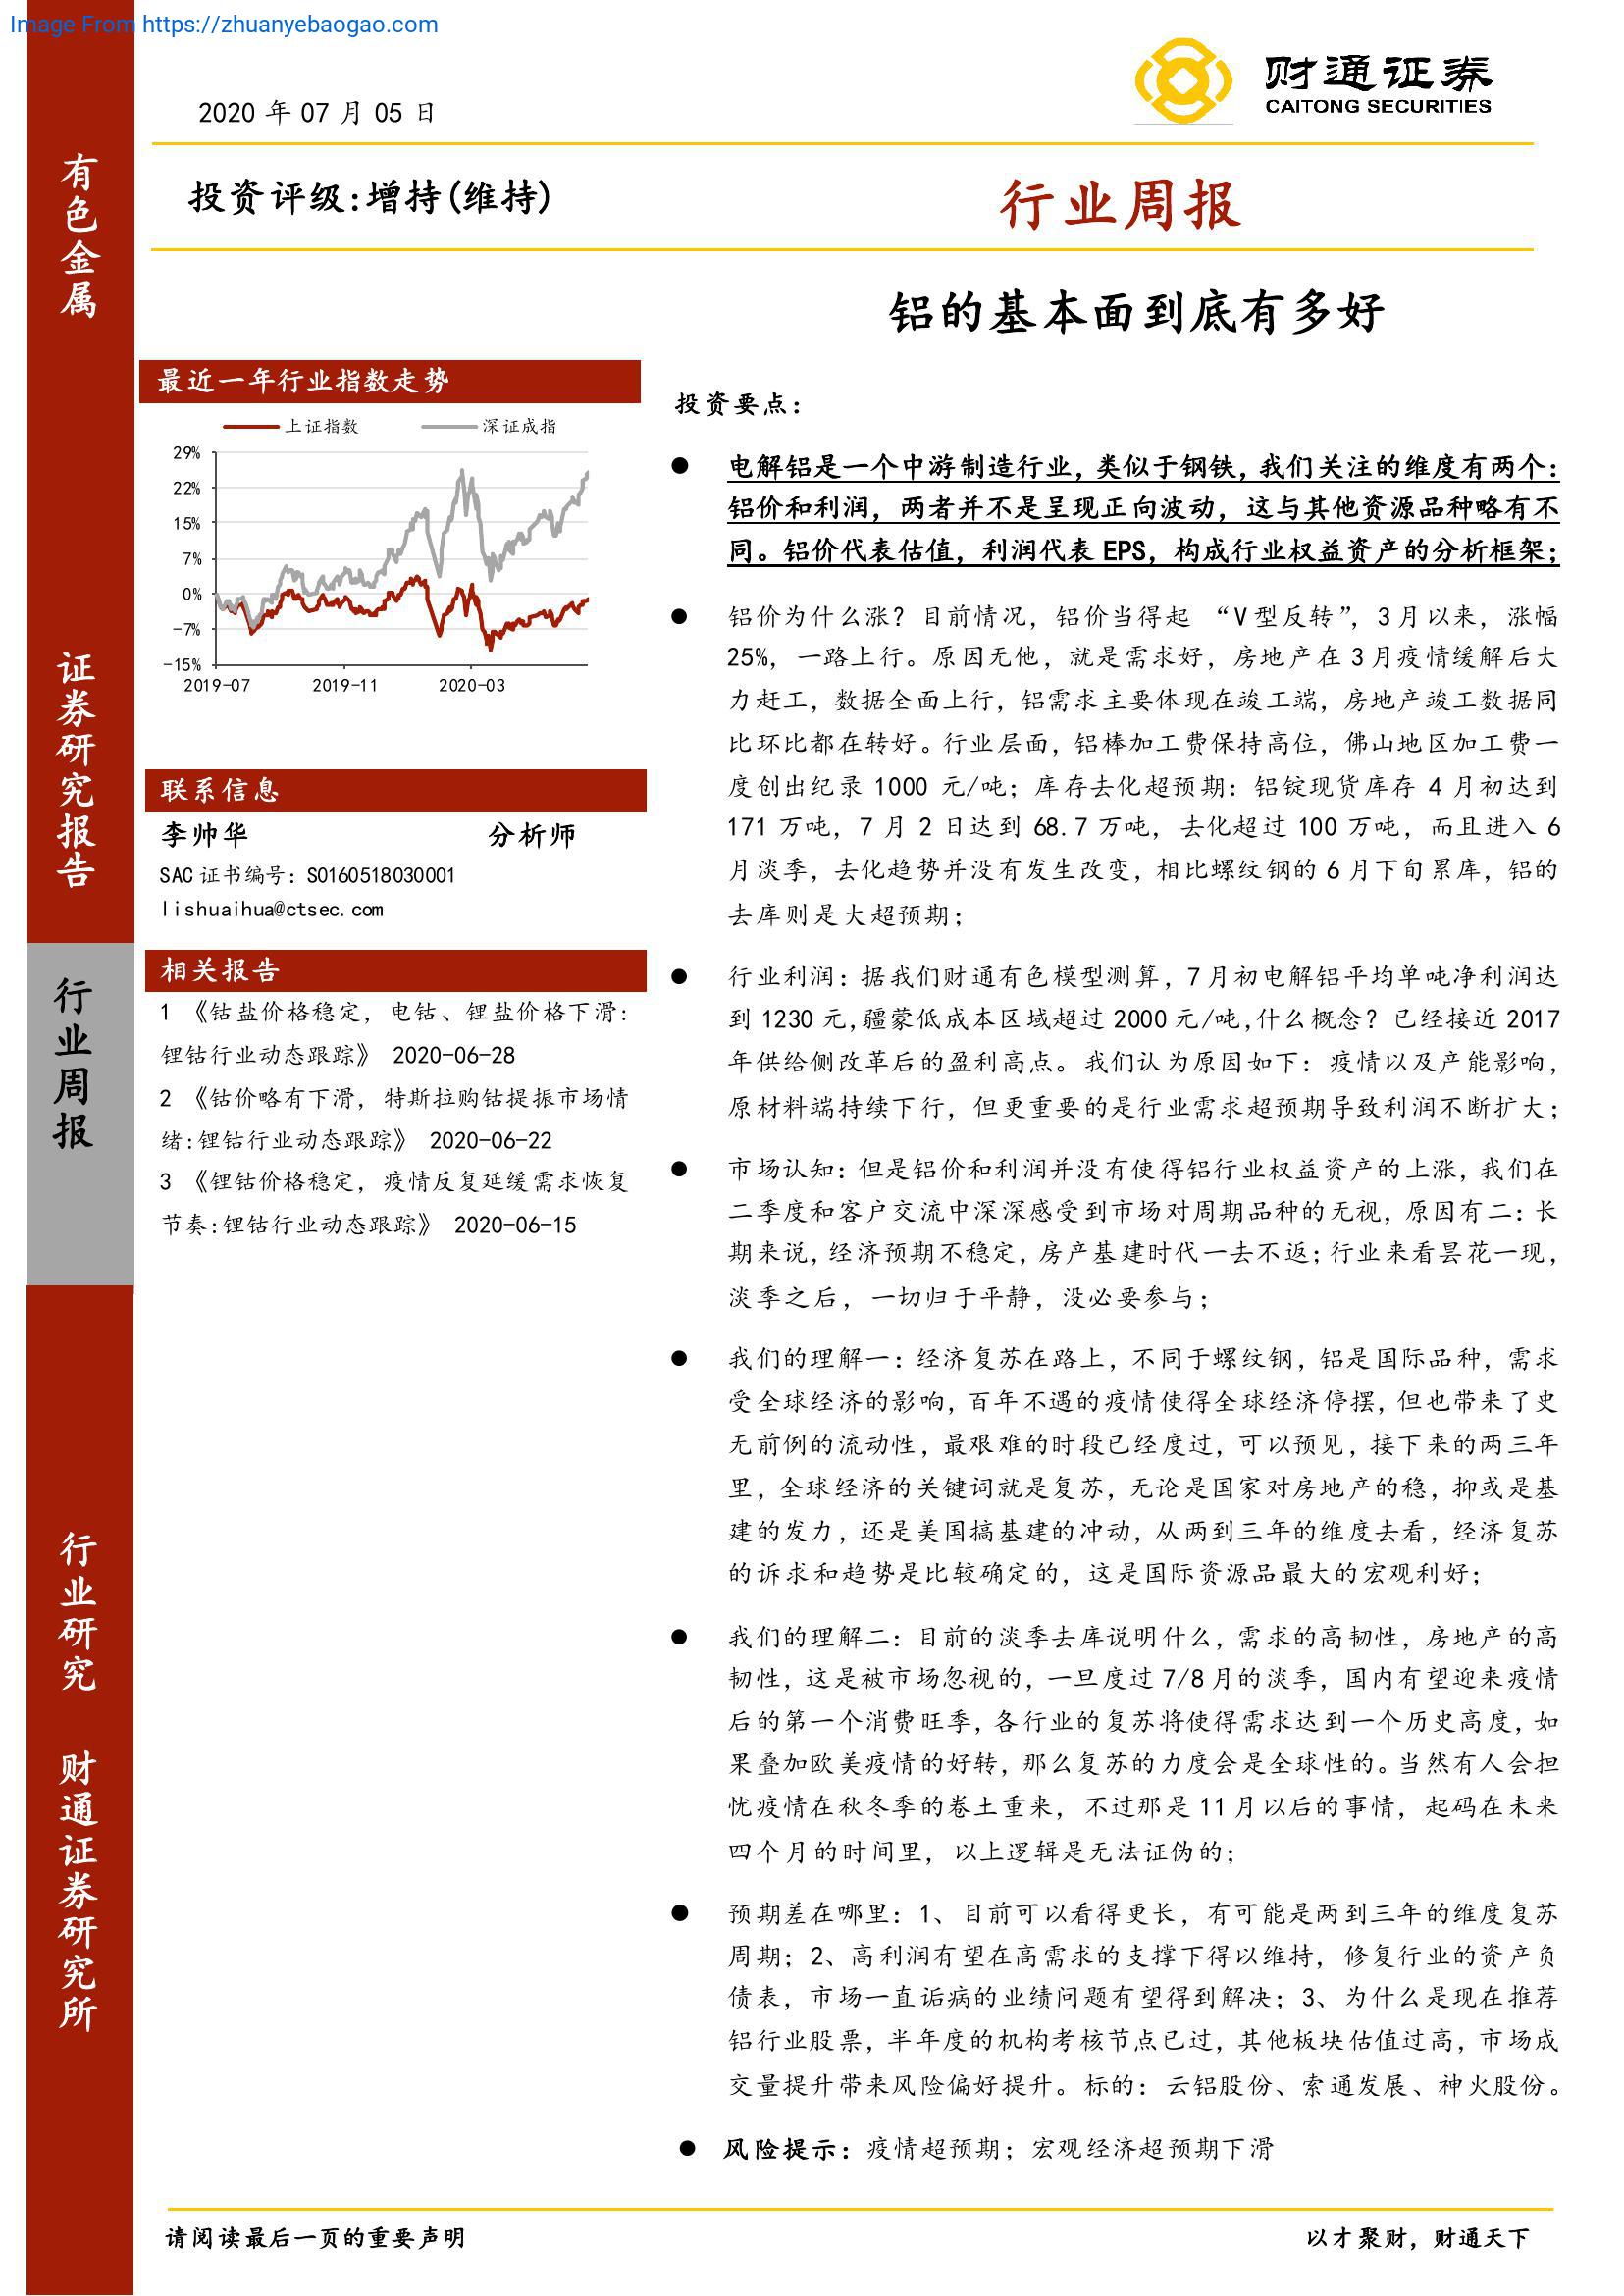 Image From https://zhuanyebaogao.com
财通证券
CAITONG SECURITIES
2020 年 07 月 05 日
投资评级:增持(维持)
行业周报
有色金属
证券研究报告
行业周报
行业研究
财通证券研究所
铝的基本面到底有多好
最近一年行业指数走势
上证指数
深证成指
29%
22%
15%
7%
0%
-7%
-15%
2019-07
2019-11
2020-03
联系信息
李帅华 分析师
SAC 证书编号：S0160518030001
lishuaihua@ctsec.com
相关报告
1 《钴盐价格稳定，电钴、锂盐价格下滑:
锂钴行业动态跟踪》 2020-06-28
2 《钴价略有下滑，特斯拉购钴提振市场情
绪:锂钴行业动态跟踪》 2020-06-22
3 《锂钴价格稳定，疫情反复延缓需求恢复
节奏:锂钴行业动态跟踪》 2020-06-15
投资要点：
● 电解铝是一个中游制造行业，类似于钢铁，我们关注的维度有两个：
铝价和利润，两者并不是呈现正向波动，这与其他资源品种略有不
同。铝价代表估值，利润代表 EPS，构成行业权益资产的分析框架；
● 铝价为什么涨？目前情况，铝价当得起 “V 型反转”，3 月以来，涨幅
25%，一路上行。原因无他，就是需求好，房地产在 3 月疫情缓解后大
力赶工，数据全面上行，铝需求主要体现在竣工端，房地产竣工数据同
比环比都在转好。行业层面，铝棒加工费保持高位，佛山地区加工费一
度创出纪录 1000 元/吨；库存去化超预期：铝锭现货库存 4 月初达到
171 万吨，7 月 2 日达到 68.7 万吨，去化超过 100 万吨，而且进入 6
月淡季，去化趋势并没有发生改变，相比螺纹钢的 6 月下旬累库，铝的
去库则是大超预期；
● 行业利润：据我们财通有色模型测算，7 月初电解铝平均单吨净利润达
到 1230 元,疆蒙低成本区域超过 2000 元/吨,什么概念？已经接近 2017
年供给侧改革后的盈利高点。我们认为原因如下：疫情以及产能影响，
原材料端持续下行，但更重要的是行业需求超预期导致利润不断扩大；
● 市场认知：但是铝价和利润并没有使得铝行业权益资产的上涨，我们在
二季度和客户交流中深深感受到市场对周期品种的无视，原因有二：长
期来说，经济预期不稳定，房产基建时代一去不返；行业来看昙花一现，
淡季之后，一切归于平静，没必要参与；
● 我们的理解一：经济复苏在路上，不同于螺纹钢，铝是国际品种，需求
受全球经济的影响，百年不遇的疫情使得全球经济停摆，但也带来了史
无前例的流动性，最艰难的时段已经度过，可以预见，接下来的两三年
里，全球经济的关键词就是复苏，无论是国家对房地产的稳，抑或是基
建的发力，还是美国搞基建的冲动，从两到三年的维度去看，经济复苏
的诉求和趋势是比较确定的，这是国际资源品最大的宏观利好；
● 我们的理解二：目前的淡季去库说明什么，需求的高韧性，房地产的高
韧性，这是被市场忽视的，一旦度过 7/8 月的淡季，国内有望迎来疫情
后的第一个消费旺季，各行业的复苏将使得需求达到一个历史高度，如
果叠加欧美疫情的好转，那么复苏的力度会是全球性的。当然有人会担
忧疫情在秋冬季的卷土重来，不过那是 11 月以后的事情，起码在未来
四个月的时间里，以上逻辑是无法证伪的；
● 预期差在哪里：1、目前可以看得更长，有可能是两到三年的维度复苏
周期；2、高利润有望在高需求的支撑下得以维持，修复行业的资产负
债表，市场一直诟病的业绩问题有望得到解决；3、为什么是现在推荐
铝行业股票，半年度的机构考核节点已过，其他板块估值过高，市场成
交量提升带来风险偏好提升。标的：云铝股份、索通发展、神火股份。
● 风险提示：疫情超预期；宏观经济超预期下滑
请阅读最后一页的重要声明
以才聚财，财通天下